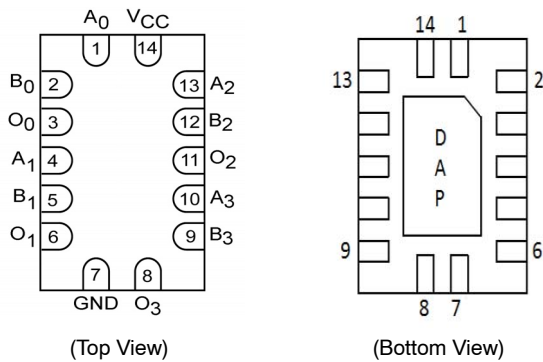 A0 VCC
1 14
B0 2 13 A2
O0 3 12 B2
A1 4 11 O2
B1 5 10 A3
O1 6 9 B3
7 8
GND O3
(Top View)
14 1
13 2
D
A
P
9 6
8 7
(Bottom View)